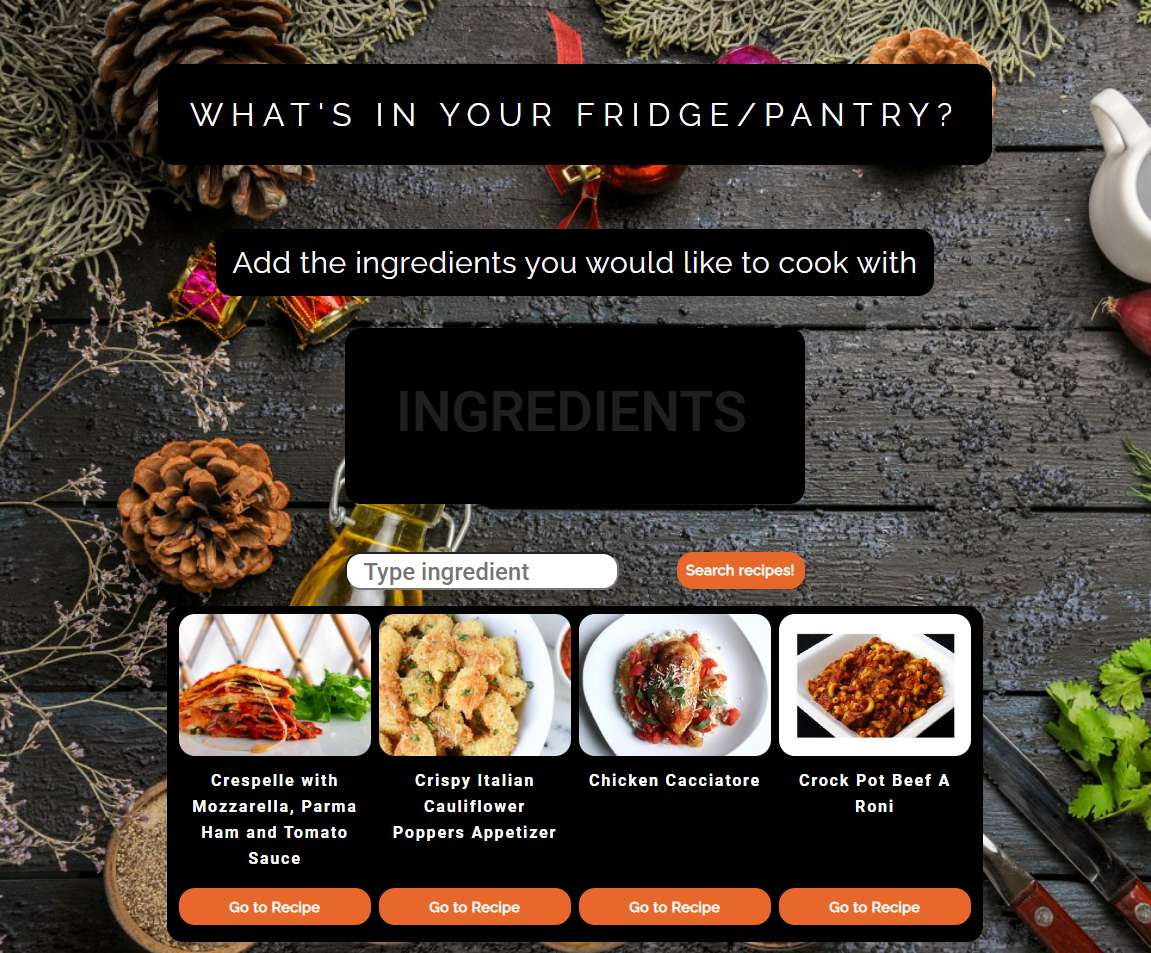 WHAT'S IN YOUR FRIDGE/PANTRY?
Add the ingredients you would like to cook with
INGREDIENTS
Type ingredient
Search recipes!
Crespelle with
Mozzarella, Parma
Ham and Tomato
Sauce
Crispy Italian
Cauliflower
Poppers Appetizer
Chicken Cacciatore
Crock Pot Beef A
Roni
Go to Recipe
Go to Recipe
Go to Recipe
Go to Recipe